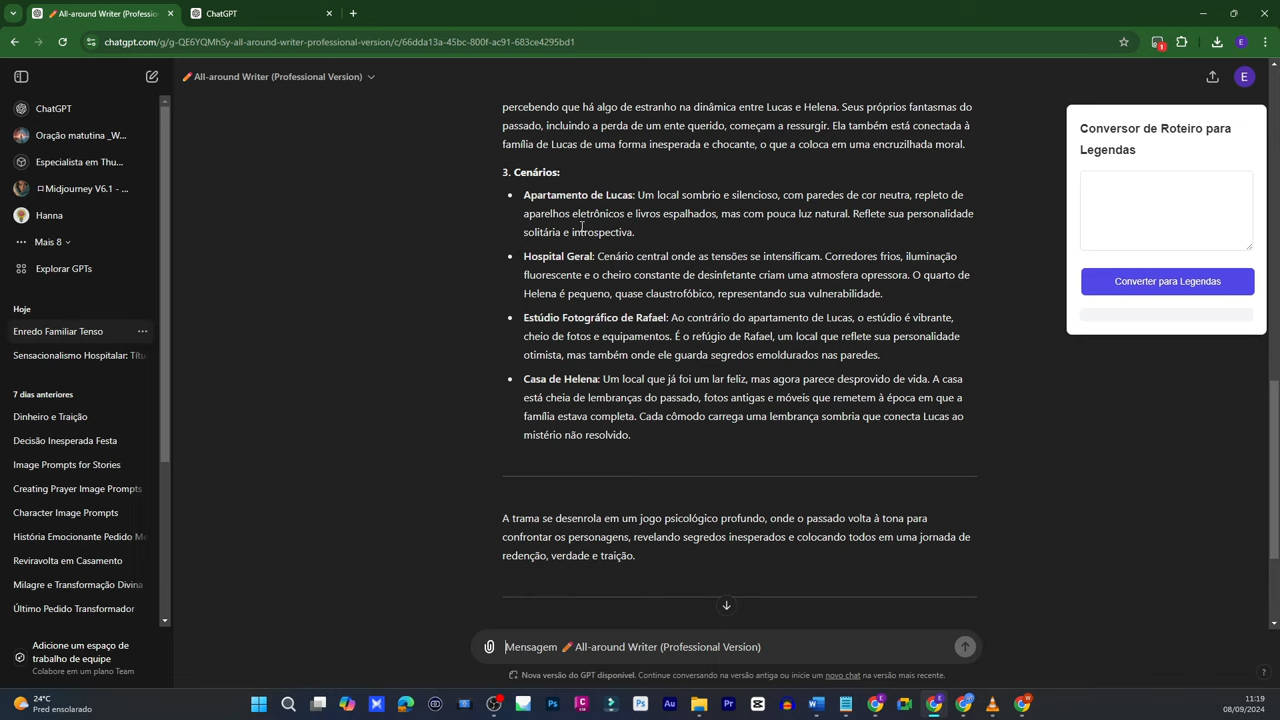 All-around Writer (Professio
ChatGPT
chatgpt.com/g/g-QE6YQMhSy-all-around-writer-professional-version/c/66dda13a-45bc-800f-ac91-683ce4295bd1
E
All-around Writer (Professional Version)
E
ChatGPT
Oração matutina _W...
Especialista em Thu...
Midjourney V6.1 - ...
Hanna
Mais 8
Explorar GPTs
Hoje
Enredo Familiar Tenso
Sensacionalismo Hospitalar: Títu
7 dias anteriores
Dinheiro e Traição
Decisão Inesperada Festa
Image Prompts for Stories
Creating Prayer Image Prompts
Character Image Prompts
História Emocionante Pedido Me
Reviravolta em Casamento
Milagre e Transformação Divina
Último Pedido Transformador
Adicione um espaço de
trabalho de equipe
Colabore em um plano Team
percebendo que há algo de estranho na dinâmica entre Lucas e Helena. Seus próprios fantasmas do
passado, incluindo a perda de um ente querido, começam a ressurgir. Ela também está conectada à
família de Lucas de uma forma inesperada e chocante, o que a coloca em uma encruzilhada moral.
3. Cenários:
Apartamento de Lucas: Um local sombrio e silencioso, com paredes de cor neutra, repleto de
aparelhos eletrônicos e livros espalhados, mas com pouca luz natural. Reflete sua personalidade
solitária e introspectiva.
Hospital Geral: Cenário central onde as tensões se intensificam. Corredores frios, iluminação
fluorescente e o cheiro constante de desinfetante criam uma atmosfera opressora. O quarto de
Helena é pequeno, quase claustrofóbico, representando sua vulnerabilidade.
Estúdio Fotográfico de Rafael: Ao contrário do apartamento de Lucas, o estúdio é vibrante,
cheio de fotos e equipamentos. É o refúgio de Rafael, um local que reflete sua personalidade
otimista, mas também onde ele guarda segredos emoldurados nas paredes.
Casa de Helena: Um local que já foi um lar feliz, mas agora parece desprovido de vida. A casa
está cheia de lembranças do passado, fotos antigas e móveis que remetem à época em que a
família estava completa. Cada cômodo carrega uma lembrança sombria que conecta Lucas ao
mistério não resolvido.
A trama se desenrola em um jogo psicológico profundo, onde o passado volta à tona para
confrontar os personagens, revelando segredos inesperados e colocando todos em uma jornada de
redenção, verdade e traição.
Mensagem All-around Writer (Professional Version)
Nova versão do GPT disponível. Continue conversando na versão antiga ou inicie um novo chat na versão mais recente.
?
Conversor de Roteiro para
Legendas
Converter para Legendas
24°C
Pred ensolarado
11:19
08/09/2024